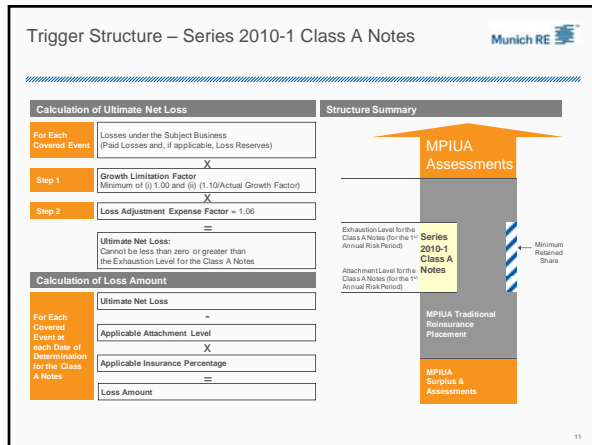 Trigger Structure – Series 2010-1 Class A Notes
Munich RE
Calculation of Ultimate Net Loss
For Each
Covered Event
Losses under the Subject Business
(Paid Losses and, if applicable, Loss Reserves)
X
Step 1
Growth Limitation Factor
Minimum of (i) 1.00 and (ii) (1.10/Actual Growth Factor)
X
Step 2
Loss Adjustment Expense Factor = 1.06
=
Ultimate Net Loss:
Cannot be less than zero or greater than
the Exhaustion Level for the Class A Notes
Calculation of Loss Amount
For Each
Covered
Event at
each Date of
Determination
for the Class
A Notes
Ultimate Net Loss
-
Applicable Attachment Level
X
Applicable Insurance Percentage
=
Loss Amount
Structure Summary
MPIUA
Assessments
Exhaustion Level for the
Class A Notes (for the 1st
Annual Risk Period)
Attachment Level for the
Class A Notes (for the 1st
Annual Risk Period)
Series
2010-1
Class A
Notes
Minimum
Retained
Share
MPIUA Traditional
Reinsurance
Placement
MPIUA
Surplus &
Assessments
11